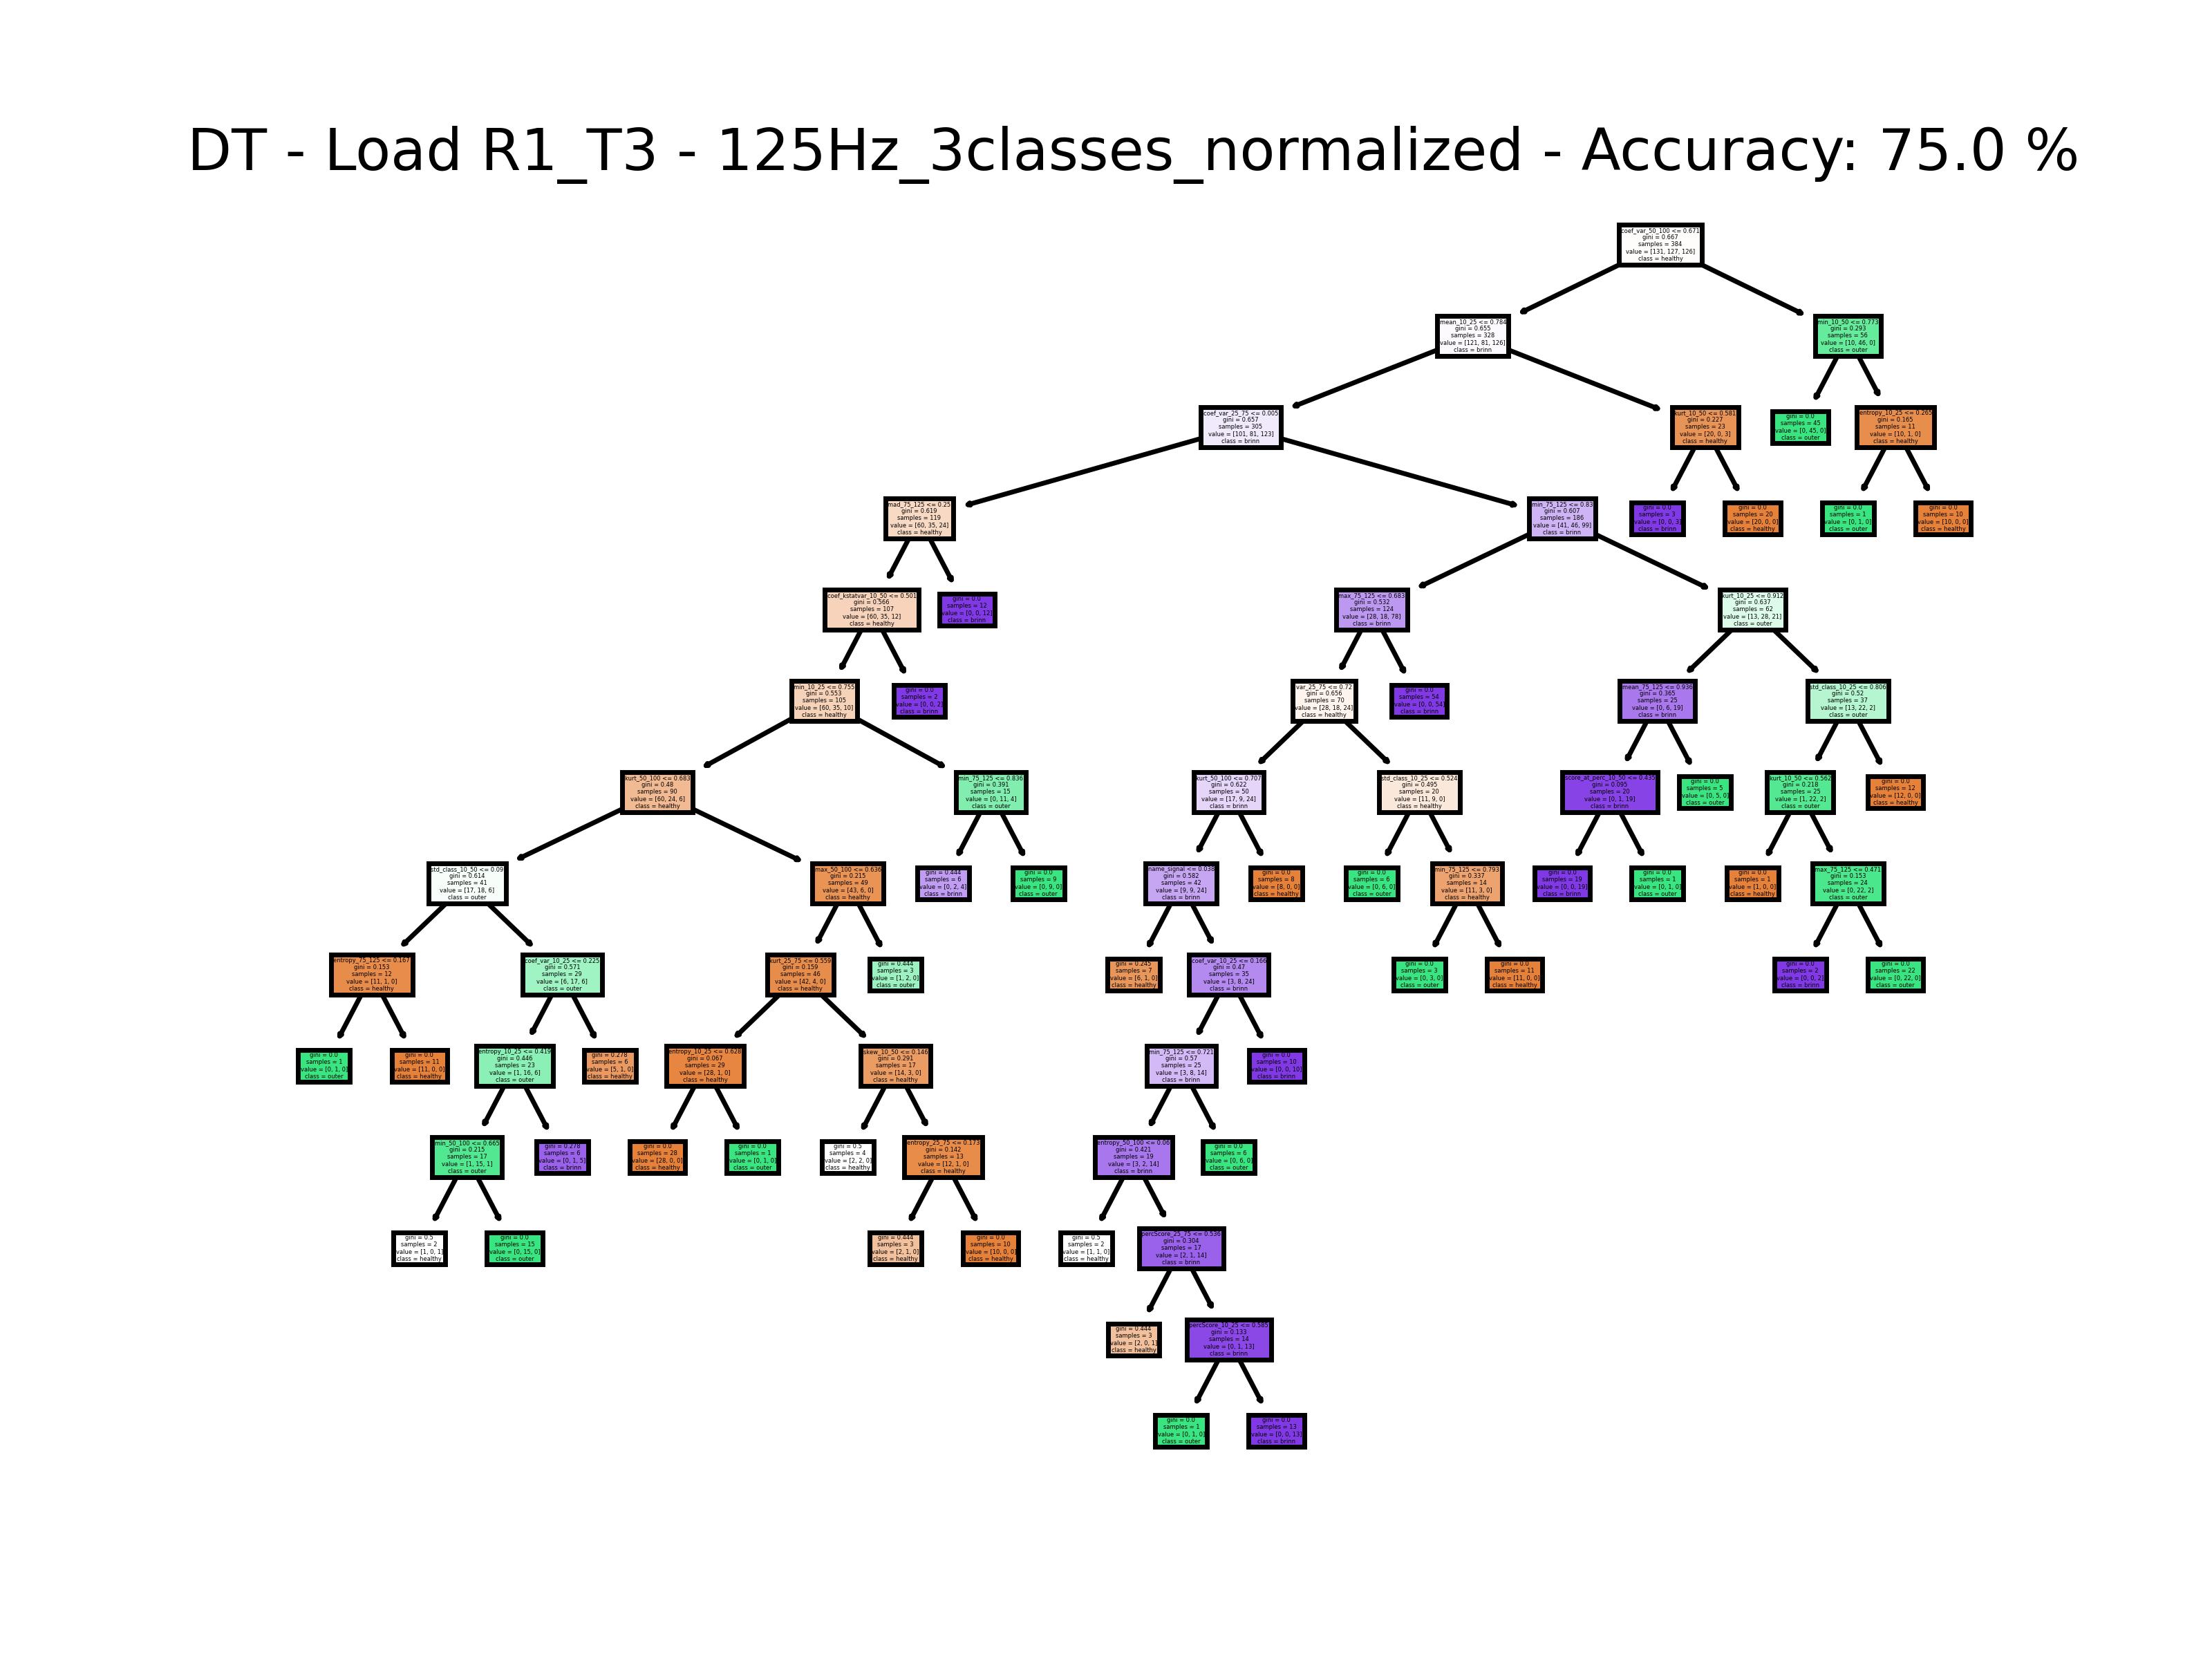 DT - Load R1_T3 - 125Hz_3classes_normalized - Accuracy: 75.0 %
coef_var_50_100 <= 0.671
gini = 0.667
samples = 384
value = [131, 127, 126]
class = healthy
mean_10_25 <= 0.784
gini = 0.655
samples = 328
value = [121, 81, 126]
class = brinn
min_10_50 <= 0.773
gini = 0.293
samples = 56
value = [10, 46, 0]
class = outer
coef_var_25_75 <= 0.005
gini = 0.657
samples = 305
value = [101, 81, 123]
class = brinn
kurt_10_50 <= 0.581
gini = 0.227
samples = 23
value = [20, 0, 3]
class = healthy
gini = 0.0
samples = 45
value = [0, 45, 0]
class = outer
entropy_10_25 <= 0.265
gini = 0.165
samples = 11
value = [10, 1, 0]
class = healthy
mad_75_125 <= 0.25
gini = 0.619
samples = 119
value = [60, 35, 24]
class = healthy
min_75_125 <= 0.83
gini = 0.607
samples = 186
value = [41, 46, 99]
class = brinn
gini = 0.0
samples = 3
value = [0, 0, 3]
class = brinn
gini = 0.0
samples = 20
value = [20, 0, 0]
class = healthy
gini = 0.0
samples = 1
value = [0, 1, 0]
class = outer
gini = 0.0
samples = 10
value = [10, 0, 0]
class = healthy
coef_kstatvar_10_50 <= 0.501
gini = 0.566
samples = 107
value = [60, 35, 12]
class = healthy
gini = 0.0
samples = 12
value = [0, 0, 12]
class = brinn
max_75_125 <= 0.683
gini = 0.532
samples = 124
value = [28, 18, 78]
class = brinn
kurt_10_25 <= 0.912
gini = 0.637
samples = 62
value = [13, 28, 21]
class = outer
min_10_25 <= 0.755
gini = 0.553
samples = 105
value = [60, 35, 10]
class = healthy
gini = 0.0
samples = 2
value = [0, 0, 2]
class = brinn
var_25_75 <= 0.72
gini = 0.656
samples = 70
value = [28, 18, 24]
class = healthy
gini = 0.0
samples = 54
value = [0, 0, 54]
class = brinn
mean_75_125 <= 0.936
gini = 0.365
samples = 25
value = [0, 6, 19]
class = brinn
std_class_10_25 <= 0.806
gini = 0.52
samples = 37
value = [13, 22, 2]
class = outer
kurt_50_100 <= 0.683
gini = 0.48
samples = 90
value = [60, 24, 6]
class = healthy
min_75_125 <= 0.836
gini = 0.391
samples = 15
value = [0, 11, 4]
class = outer
kurt_50_100 <= 0.707
gini = 0.622
samples = 50
value = [17, 9, 24]
class = brinn
std_class_10_25 <= 0.524
gini = 0.495
samples = 20
value = [11, 9, 0]
class = healthy
score_at_perc_10_50 <= 0.435
gini = 0.095
samples = 20
value = [0, 1, 19]
class = brinn
gini = 0.0
samples = 5
value = [0, 5, 0]
class = outer
kurt_10_50 <= 0.562
gini = 0.218
samples = 25
value = [1, 22, 2]
class = outer
gini = 0.0
samples = 12
value = [12, 0, 0]
class = healthy
std_class_10_50 <= 0.09
gini = 0.614
samples = 41
value = [17, 18, 6]
class = outer
max_50_100 <= 0.636
gini = 0.215
samples = 49
value = [43, 6, 0]
class = healthy
gini = 0.444
samples = 6
value = [0, 2, 4]
class = brinn
gini = 0.0
samples = 9
value = [0, 9, 0]
class = outer
name_signal <= 0.038
gini = 0.582
samples = 42
value = [9, 9, 24]
class = brinn
gini = 0.0
samples = 8
value = [8, 0, 0]
class = healthy
gini = 0.0
samples = 6
value = [0, 6, 0]
class = outer
min_75_125 <= 0.793
gini = 0.337
samples = 14
value = [11, 3, 0]
class = healthy
gini = 0.0
samples = 19
value = [0, 0, 19]
class = brinn
gini = 0.0
samples = 1
value = [0, 1, 0]
class = outer
gini = 0.0
samples = 1
value = [1, 0, 0]
class = healthy
max_75_125 <= 0.471
gini = 0.153
samples = 24
value = [0, 22, 2]
class = outer
entropy_75_125 <= 0.167
gini = 0.153
samples = 12
value = [11, 1, 0]
class = healthy
coef_var_10_25 <= 0.225
gini = 0.571
samples = 29
value = [6, 17, 6]
class = outer
kurt_25_75 <= 0.559
gini = 0.159
samples = 46
value = [42, 4, 0]
class = healthy
gini = 0.444
samples = 3
value = [1, 2, 0]
class = outer
gini = 0.245
samples = 7
value = [6, 1, 0]
class = healthy
coef_var_10_25 <= 0.166
gini = 0.47
samples = 35
value = [3, 8, 24]
class = brinn
gini = 0.0
samples = 3
value = [0, 3, 0]
class = outer
gini = 0.0
samples = 11
value = [11, 0, 0]
class = healthy
gini = 0.0
samples = 2
value = [0, 0, 2]
class = brinn
gini = 0.0
samples = 22
value = [0, 22, 0]
class = outer
gini = 0.0
samples = 1
value = [0, 1, 0]
class = outer
gini = 0.0
samples = 11
value = [11, 0, 0]
class = healthy
entropy_10_25 <= 0.419
gini = 0.446
samples = 23
value = [1, 16, 6]
class = outer
gini = 0.278
samples = 6
value = [5, 1, 0]
class = healthy
entropy_10_25 <= 0.628
gini = 0.067
samples = 29
value = [28, 1, 0]
class = healthy
skew_10_50 <= 0.146
gini = 0.291
samples = 17
value = [14, 3, 0]
class = healthy
min_75_125 <= 0.721
gini = 0.57
samples = 25
value = [3, 8, 14]
class = brinn
gini = 0.0
samples = 10
value = [0, 0, 10]
class = brinn
min_50_100 <= 0.665
gini = 0.215
samples = 17
value = [1, 15, 1]
class = outer
gini = 0.278
samples = 6
value = [0, 1, 5]
class = brinn
gini = 0.0
samples = 28
value = [28, 0, 0]
class = healthy
gini = 0.0
samples = 1
value = [0, 1, 0]
class = outer
gini = 0.5
samples = 4
value = [2, 2, 0]
class = healthy
entropy_25_75 <= 0.173
gini = 0.142
samples = 13
value = [12, 1, 0]
class = healthy
entropy_50_100 <= 0.06
gini = 0.421
samples = 19
value = [3, 2, 14]
class = brinn
gini = 0.0
samples = 6
value = [0, 6, 0]
class = outer
gini = 0.5
samples = 2
value = [1, 0, 1]
class = healthy
gini = 0.0
samples = 15
value = [0, 15, 0]
class = outer
gini = 0.444
samples = 3
value = [2, 1, 0]
class = healthy
gini = 0.0
samples = 10
value = [10, 0, 0]
class = healthy
gini = 0.5
samples = 2
value = [1, 1, 0]
class = healthy
percScore_25_75 <= 0.536
gini = 0.304
samples = 17
value = [2, 1, 14]
class = brinn
gini = 0.444
samples = 3
value = [2, 0, 1]
class = healthy
percScore_10_25 <= 0.585
gini = 0.133
samples = 14
value = [0, 1, 13]
class = brinn
gini = 0.0
samples = 1
value = [0, 1, 0]
class = outer
gini = 0.0
samples = 13
value = [0, 0, 13]
class = brinn